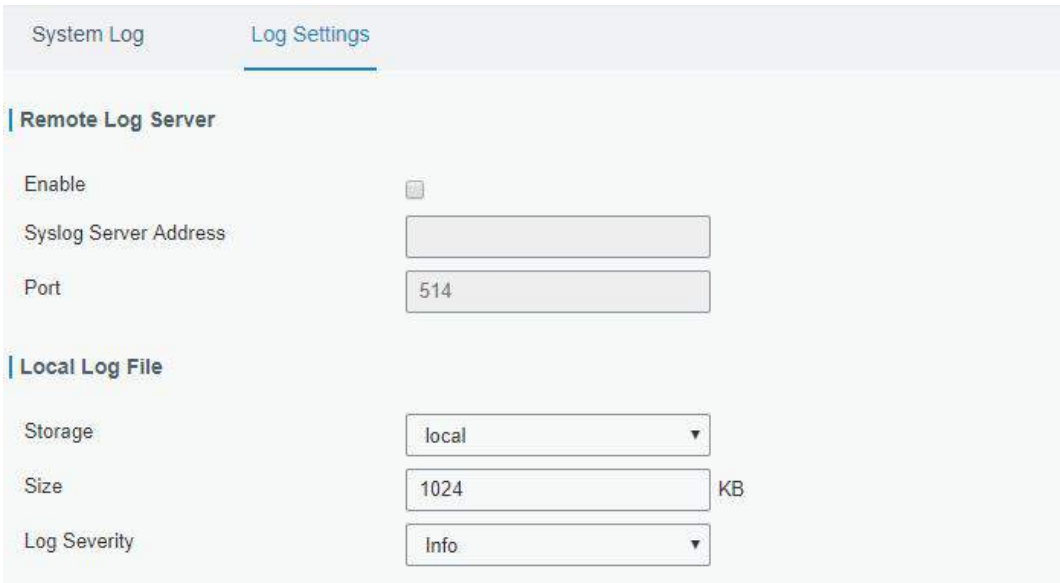 System Log Log Settings
Remote Log Server
Enable
Syslog Server Address
Port 514
Local Log File
Storage local
Size 1024 KB
Log Severity Info